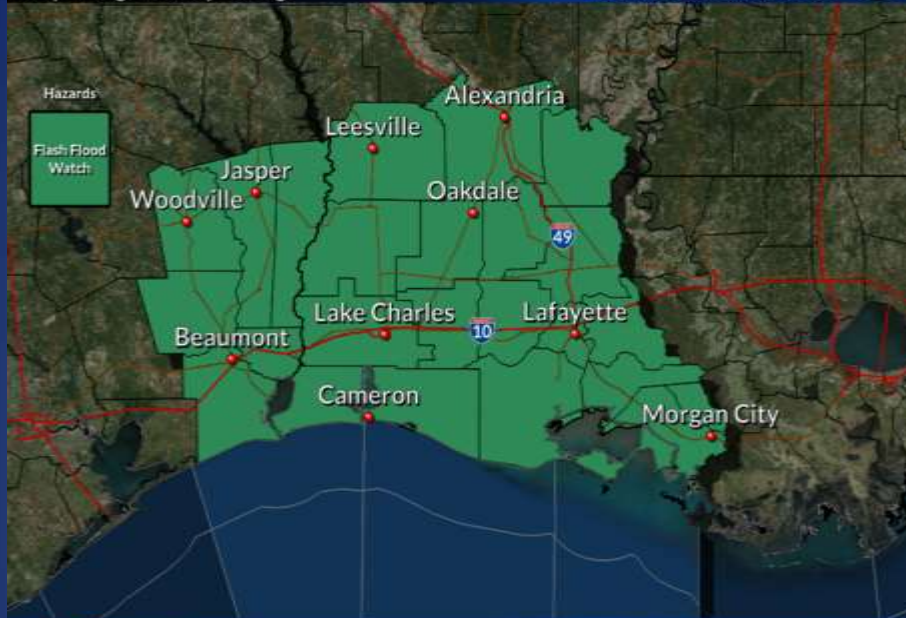 Hazards
Flash Flood
Watch
Alexandria
Leesville
Jasper
Oakdale
Woodville
49
Lake Charles
Lafayette
10
Beaumont
Cameron
Morgan City